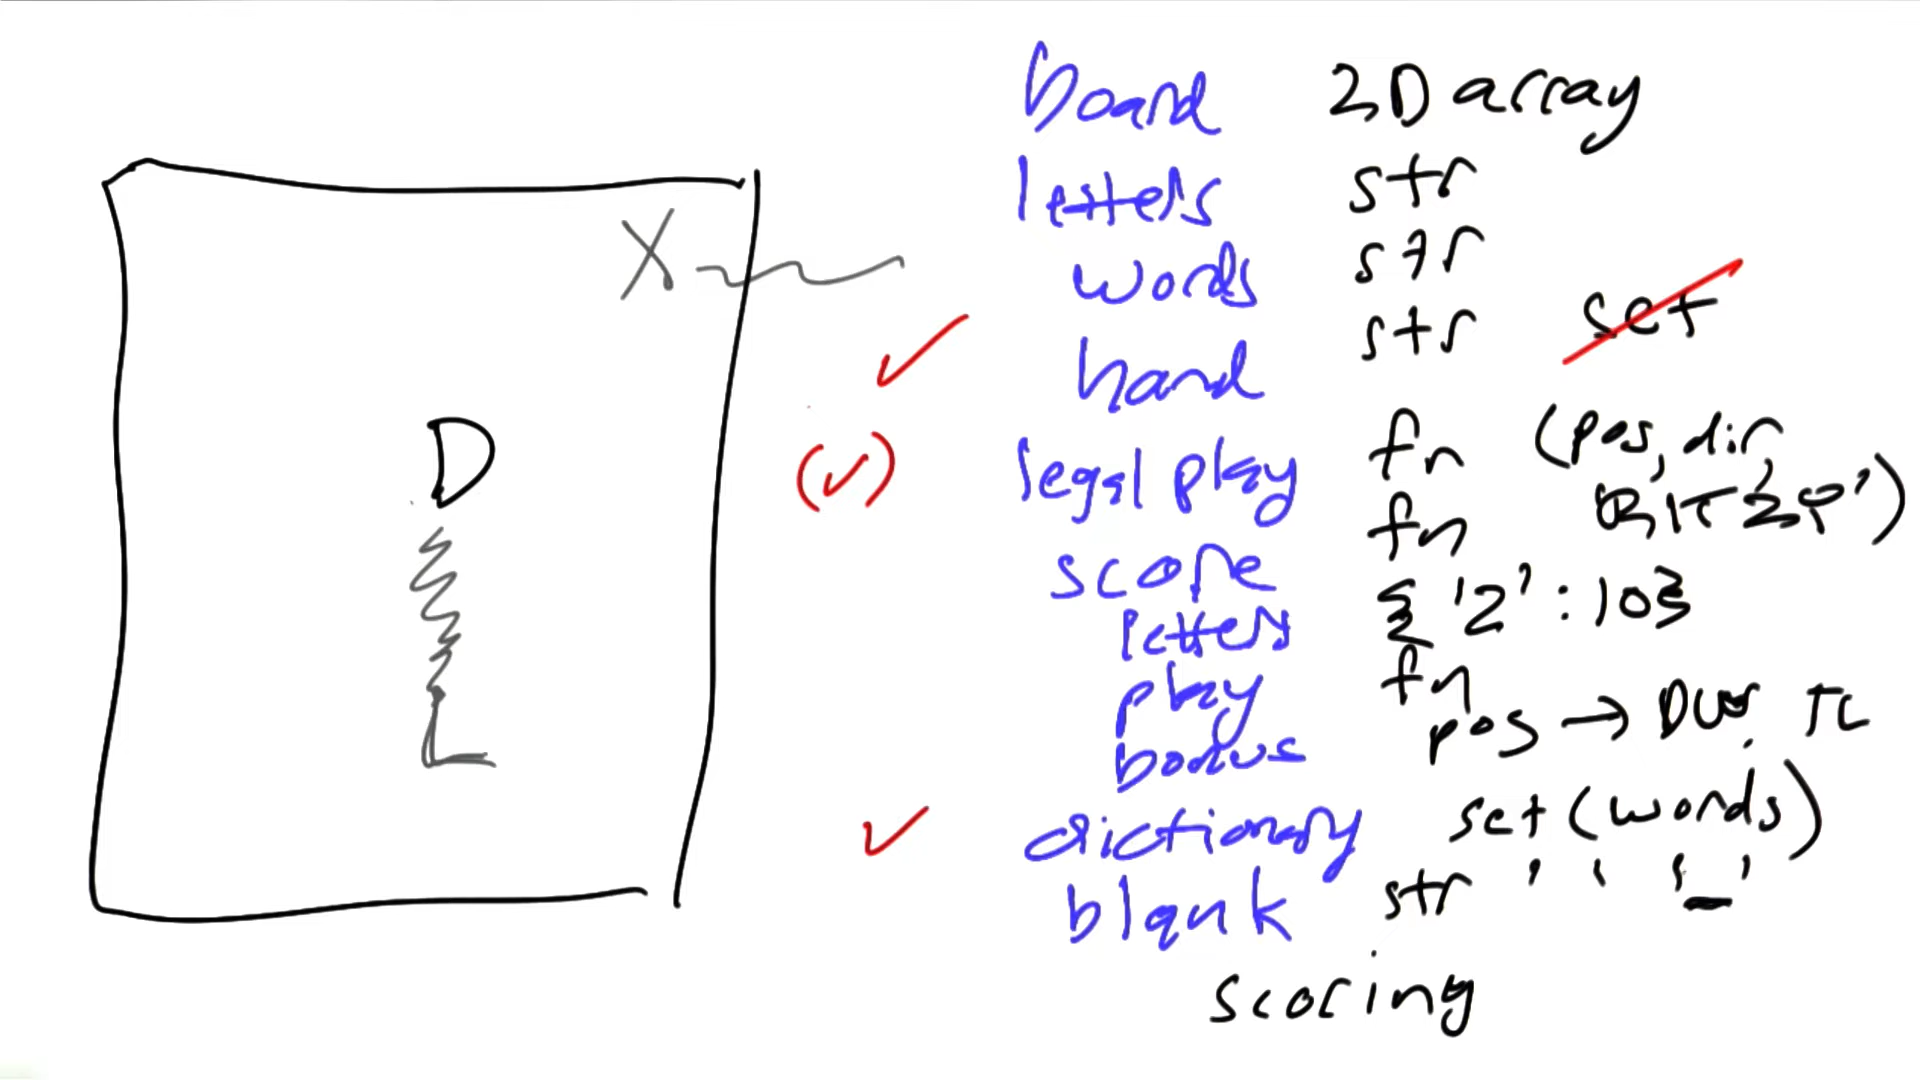 board 2D array
letters str
words str
hand str set
legal play fn (pos, dir,
score fn
letters {'Z':10}
play fn
bonus pos → DW, TL
dictionary set(words)
blank str ' ' '_'
scoring
X
D
L